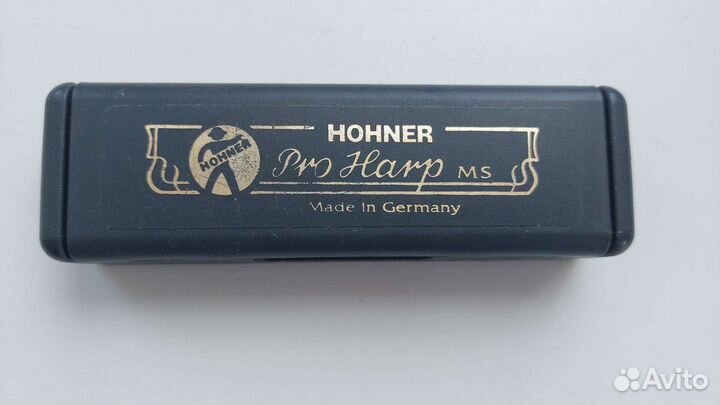 HOHNER
HOHNER
Pro Harp MS
Made in Germany
Avito